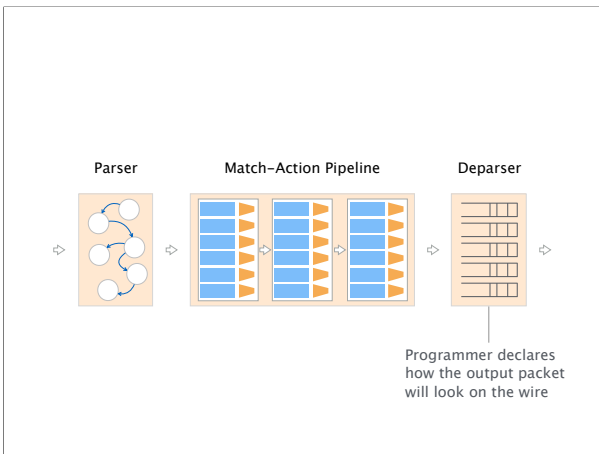 Parser
Match-Action Pipeline
Deparser
Programmer declares
how the output packet
will look on the wire